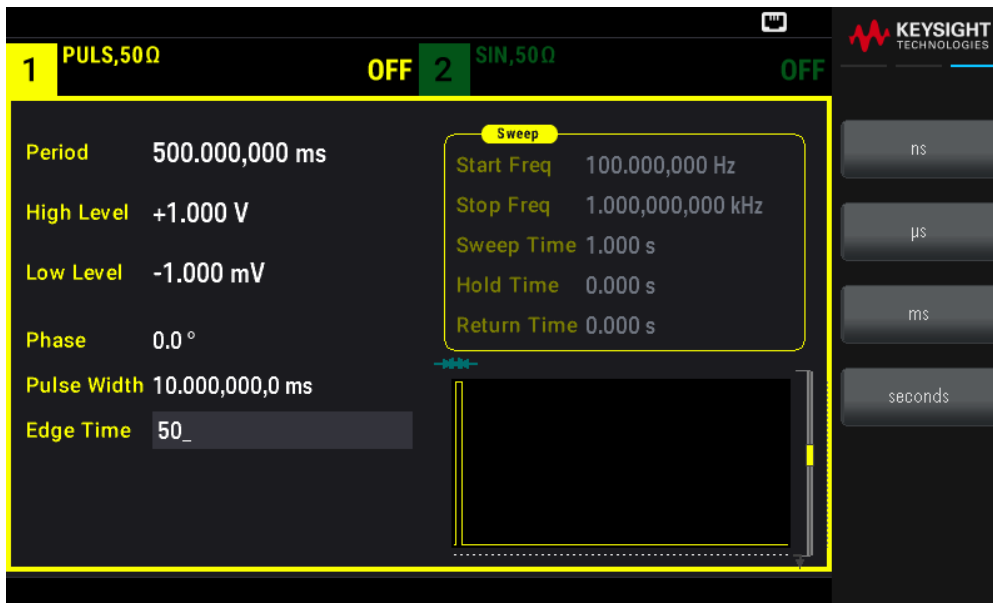 KEYSIGHT
TECHNOLOGIES
1 PULS,50Ω OFF
2 SIN,50Ω OFF
Period 500.000,000 ms
High Level +1.000 V
Low Level -1.000 mV
Phase 0.0 °
Pulse Width 10.000,000,0 ms
Edge Time 50_
Sweep
Start Freq 100.000,000 Hz
Stop Freq 1.000,000,000 kHz
Sweep Time 1.000 s
Hold Time 0.000 s
Return Time 0.000 s
ns
µs
ms
seconds